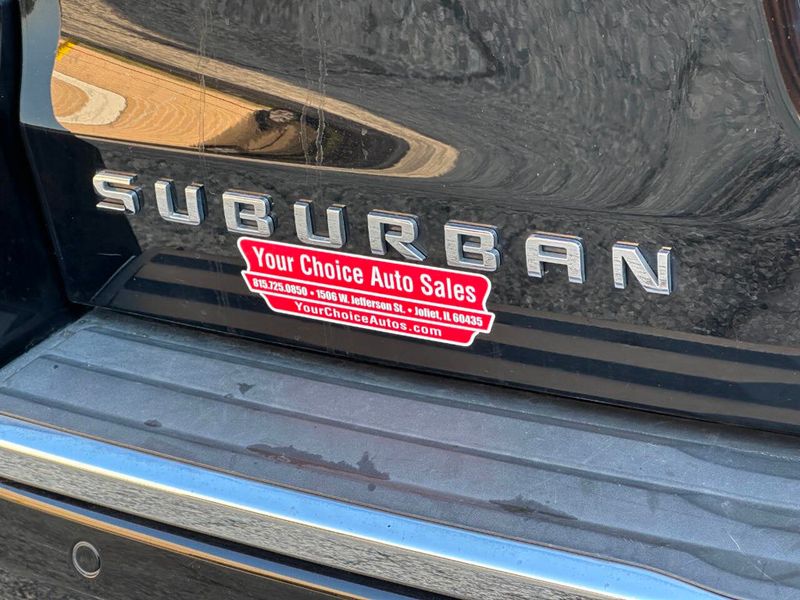 SUBURBAN
Your Choice Auto Sales
815.725.0850 • 1506 W. Jefferson St. • Joliet, IL 60435
YourChoiceAutos.com